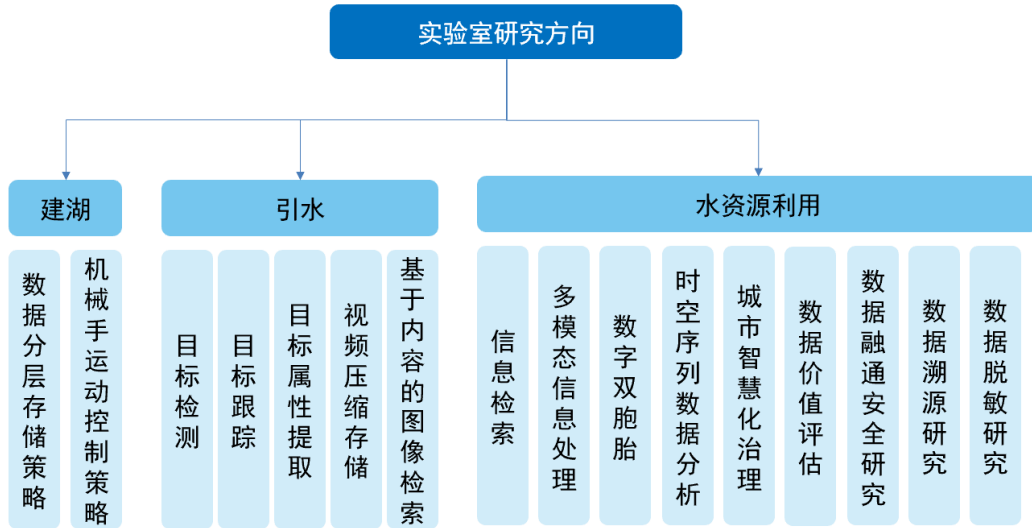 实验室研究方向
建湖
引水
水资源利用
数据分层存储策略
机械手运动控制策略
目标检测
目标跟踪
目标属性提取
视频压缩存储
基于内容的图像检索
信息检索
多模态信息处理
数字双胞胎
时空序列数据分析
城市智慧化治理
数据价值评估
数据融通安全研究
数据溯源研究
数据脱敏研究